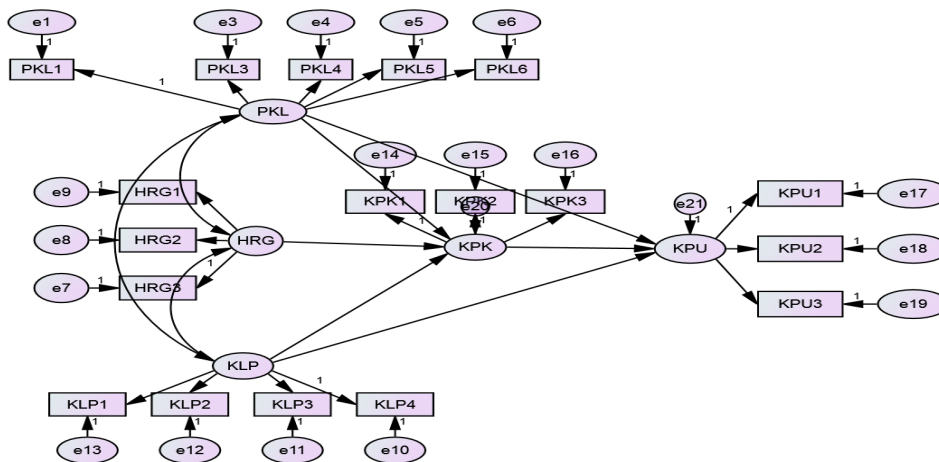 e1 e3 e4 e5 e6
1 1 1 1 1
PKL1 PKL3 PKL4 PKL5 PKL6
1
PKL
e14 e15 e16
1 1 1
e9 1 HRG1
KPK1 KPK2 KPK3
KPU1 1 e17
e20
e21
1
1
1
e8 1 HRG2
HRG
KPK
KPU
KPU2 1 e18
1
e7 1 HRG3
KPU3 1 e19
KLP
1
KLP1 KLP2 KLP3 KLP4
1 1 1 1
e13 e12 e11 e10